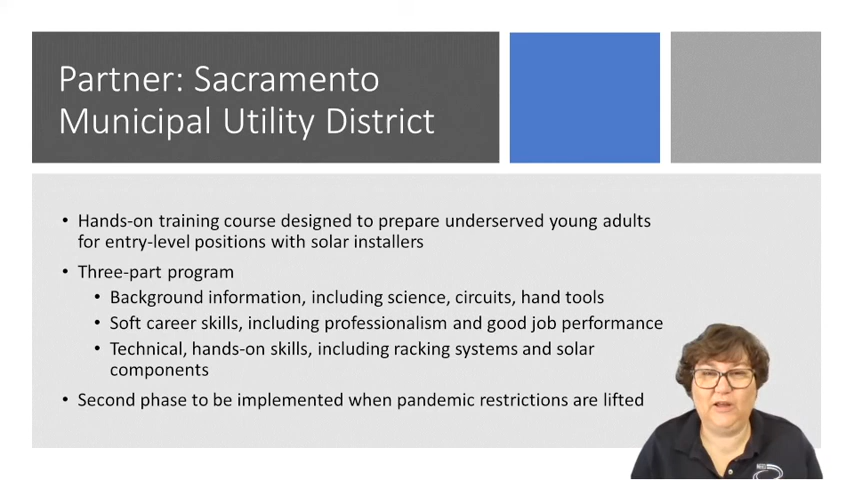 Partner: Sacramento
Municipal Utility District
• Hands-on training course designed to prepare underserved young adults
for entry-level positions with solar installers
• Three-part program
• Background information, including science, circuits, hand tools
• Soft career skills, including professionalism and good job performance
• Technical, hands-on skills, including racking systems and solar
components
• Second phase to be implemented when pandemic restrictions are lifted